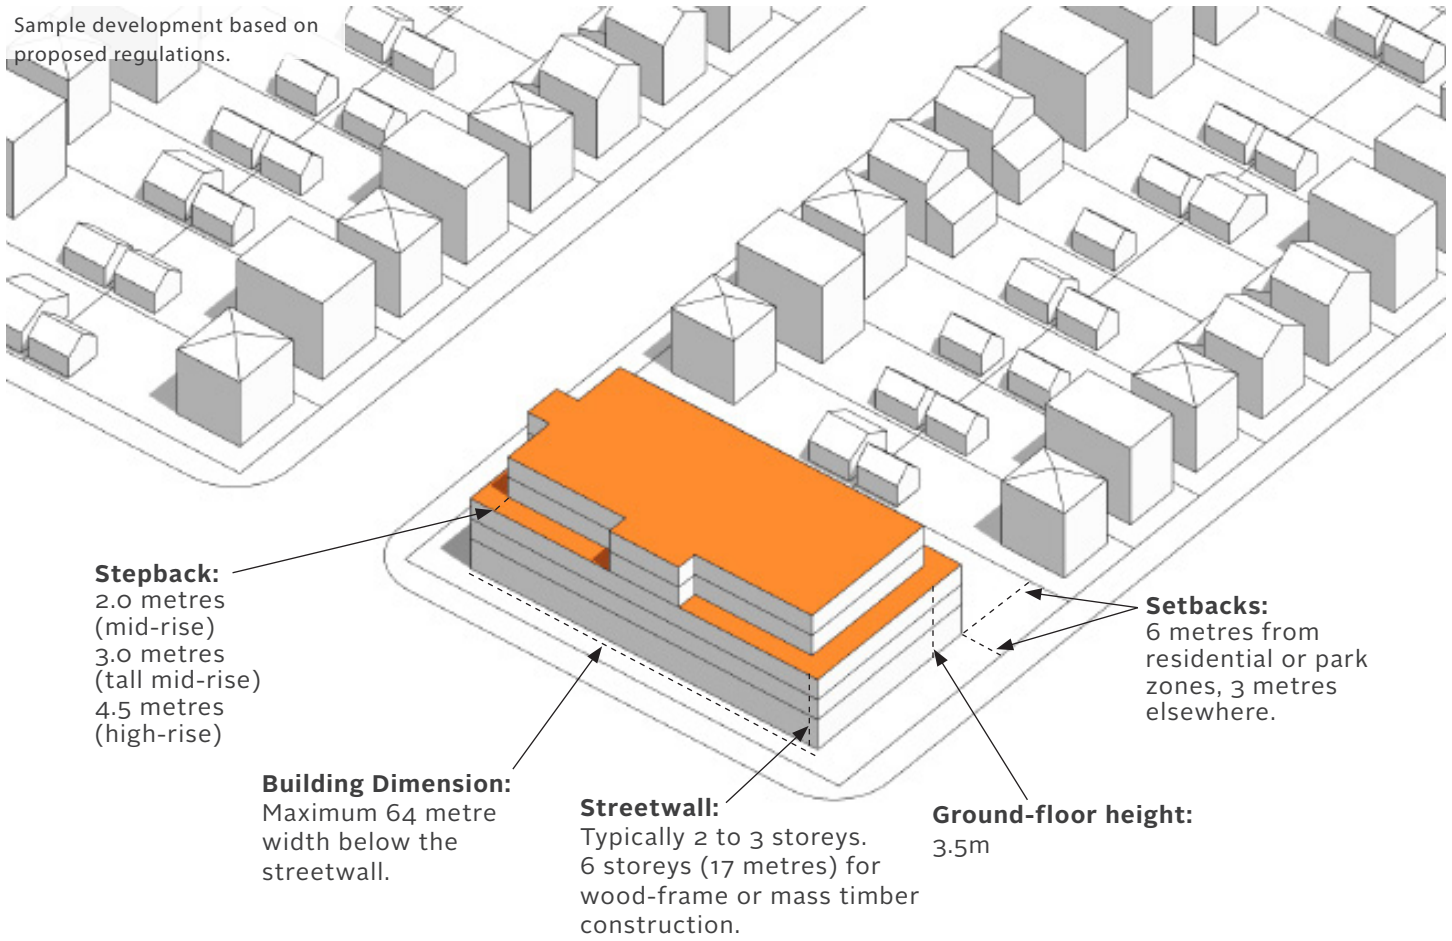 Sample development based on
proposed regulations.
Stepback:
2.0 metres
(mid-rise)
3.0 metres
(tall mid-rise)
4.5 metres
(high-rise)
Building Dimension:
Maximum 64 metre
width below the
streetwall.
Streetwall:
Typically 2 to 3 storeys.
6 storeys (17 metres) for
wood-frame or mass timber
construction.
Ground-floor height:
3.5m
Setbacks:
6 metres from
residential or park
zones, 3 metres
elsewhere.